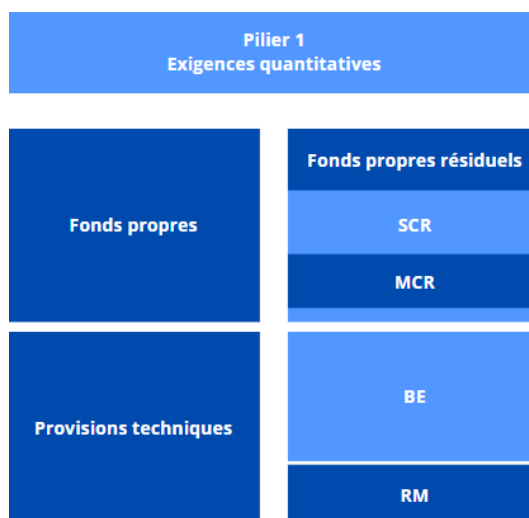 Pilier 1
Exigences quantitatives
Fonds propres
Fonds propres résiduels
SCR
MCR
Provisions techniques
BE
RM